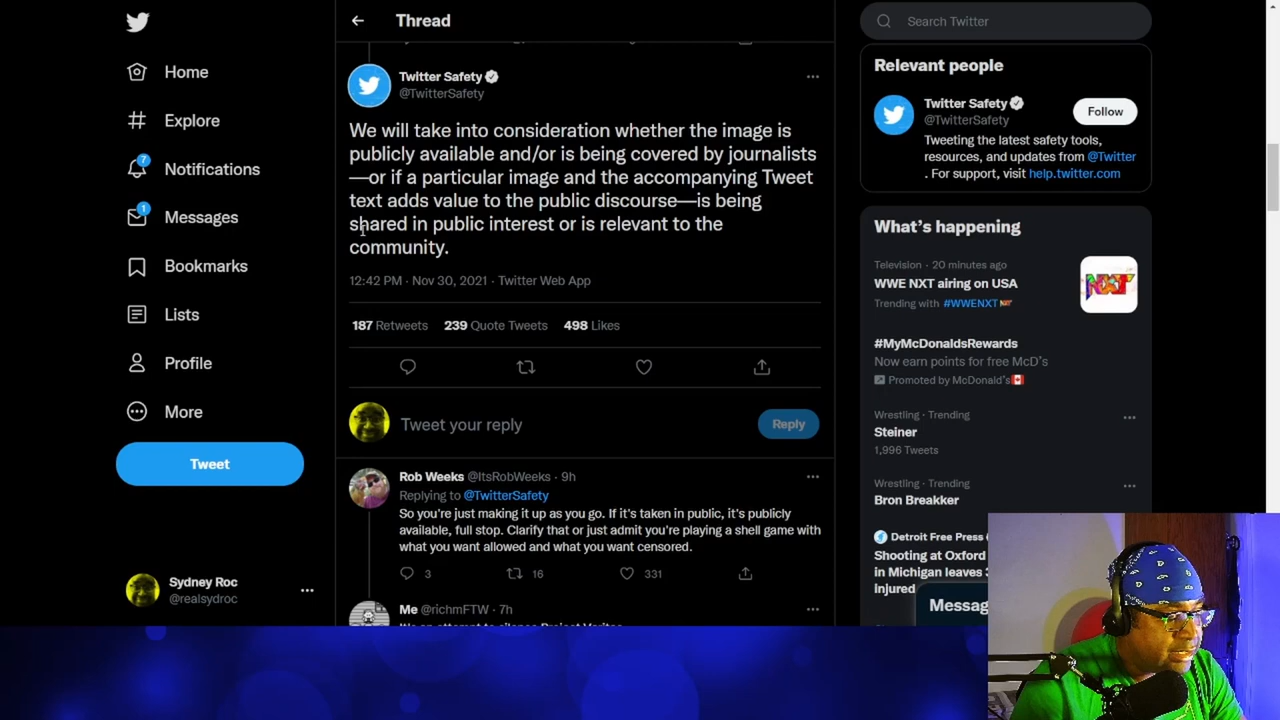 Thread
Search Twitter
Home
Explore
7
Notifications
1
Messages
Bookmarks
Lists
Profile
More
Tweet
Sydney Roc
@realsydroc
Twitter Safety
@TwitterSafety
We will take into consideration whether the image is
publicly available and/or is being covered by journalists
—or if a particular image and the accompanying Tweet
text adds value to the public discourse—is being
shared in public interest or is relevant to the
community.
12:42 PM · Nov 30, 2021 · Twitter Web App
187 Retweets 239 Quote Tweets 498 Likes
Tweet your reply
Reply
Rob Weeks @ItsRobWeeks · 9h
Replying to @TwitterSafety
So you're just making it up as you go. If it's taken in public, it's publicly
available, full stop. Clarify that or just admit you're playing a shell game with
what you want allowed and what you want censored.
3 16 331
Me @richmFTW · 7h
Relevant people
Twitter Safety
@TwitterSafety
Follow
Tweeting the latest safety tools,
resources, and updates from @Twitter
. For support, visit help.twitter.com
What's happening
Television · 20 minutes ago
WWE NXT airing on USA
Trending with #WWENXT
NXT
#MyMcDonaldsRewards
Now earn points for free McD's
Promoted by McDonald's
Wrestling · Trending
Steiner
1,996 Tweets
Wrestling · Trending
Bron Breakker
Detroit Free Press
Shooting at Oxford
in Michigan leaves
injured